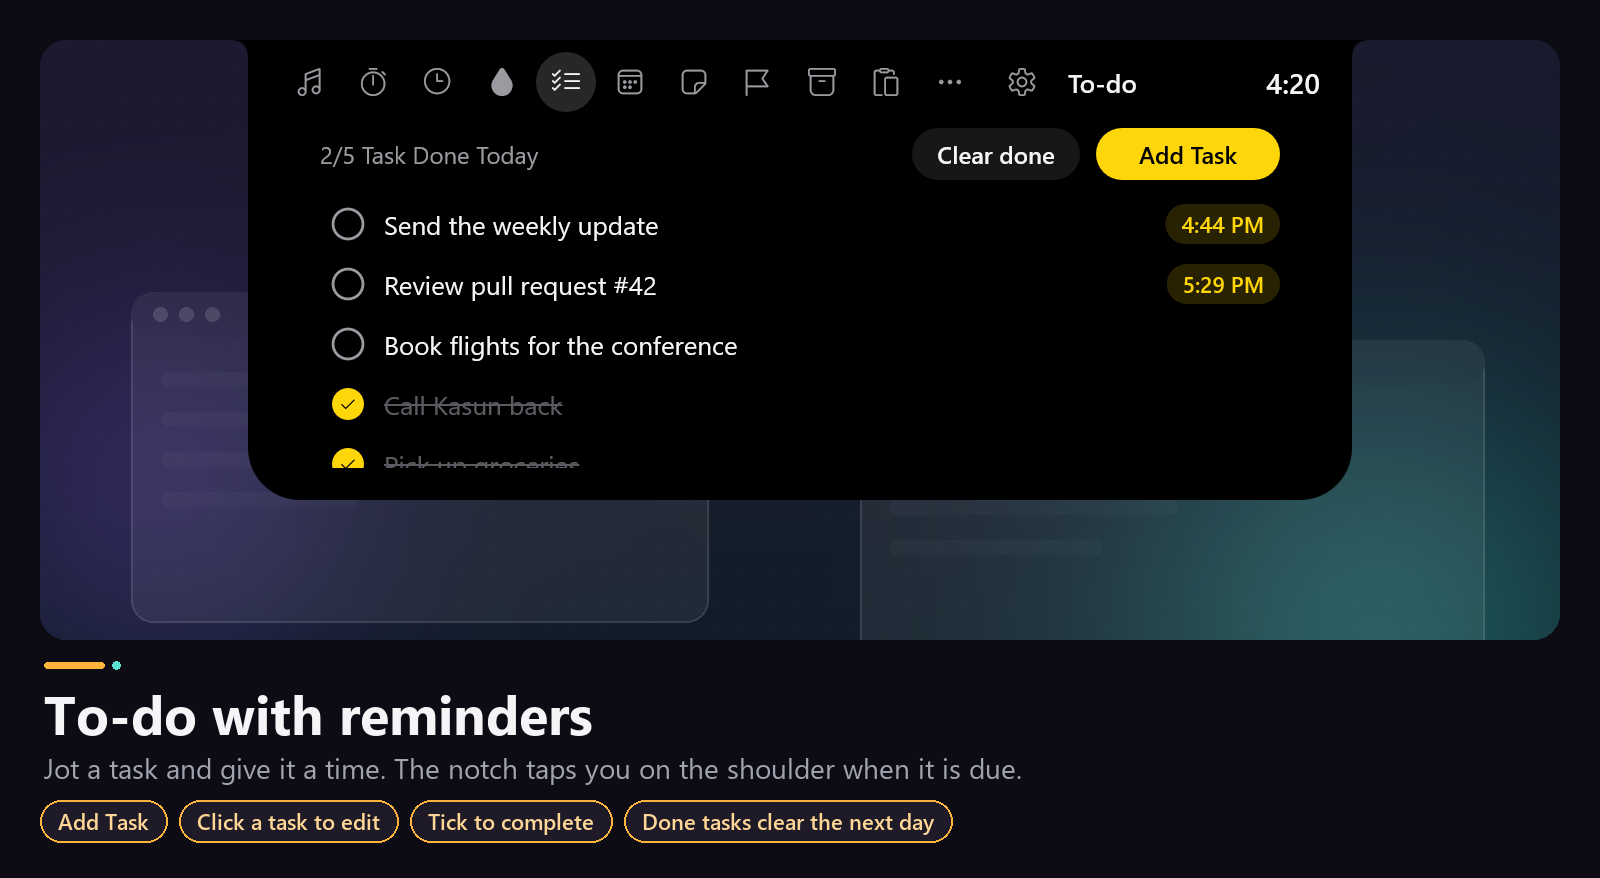 To-do 4:20
2/5 Task Done Today Clear done Add Task
Send the weekly update 4:44 PM
Review pull request #42 5:29 PM
Book flights for the conference
Call Kasun back
Pick up groceries
To-do with reminders
Jot a task and give it a time. The notch taps you on the shoulder when it is due.
Add Task Click a task to edit Tick to complete Done tasks clear the next day